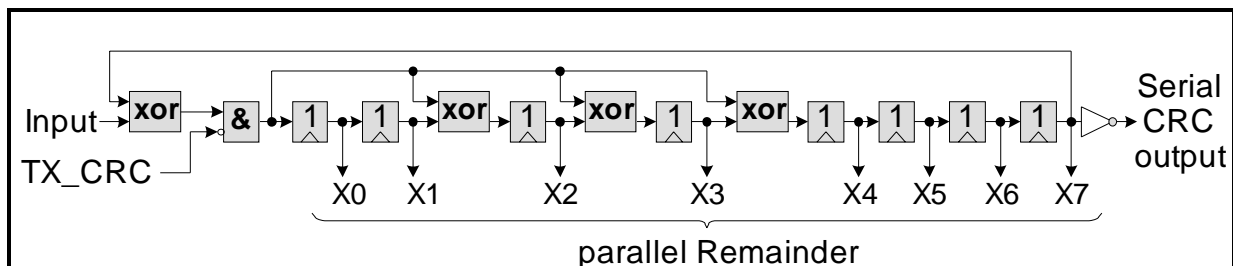 xor
Input
&
TX_CRC
1
1
xor
1
xor
1
xor
1
1
1
1
Serial
CRC
output
X0
X1
X2
X3
X4
X5
X6
X7
parallel Remainder